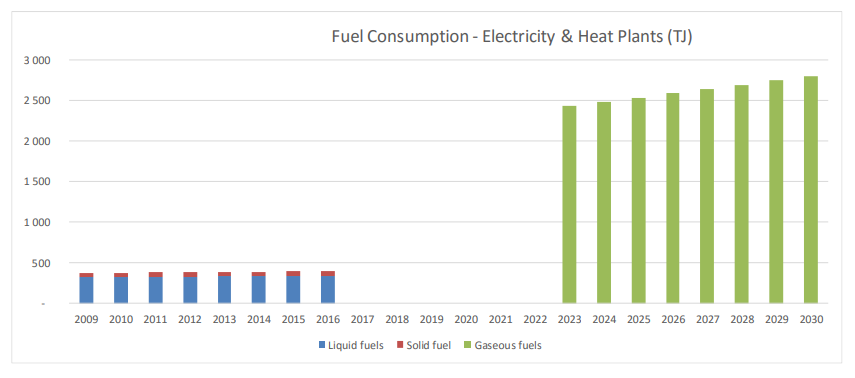 Fuel Consumption - Electricity & Heat Plants (TJ)
3 000
2 500
2 000
1 500
1 000
500
-
2009 2010 2011 2012 2013 2014 2015 2016 2017 2018 2019 2020 2021 2022 2023 2024 2025 2026 2027 2028 2029 2030
Liquid fuels Solid fuel Gaseous fuels